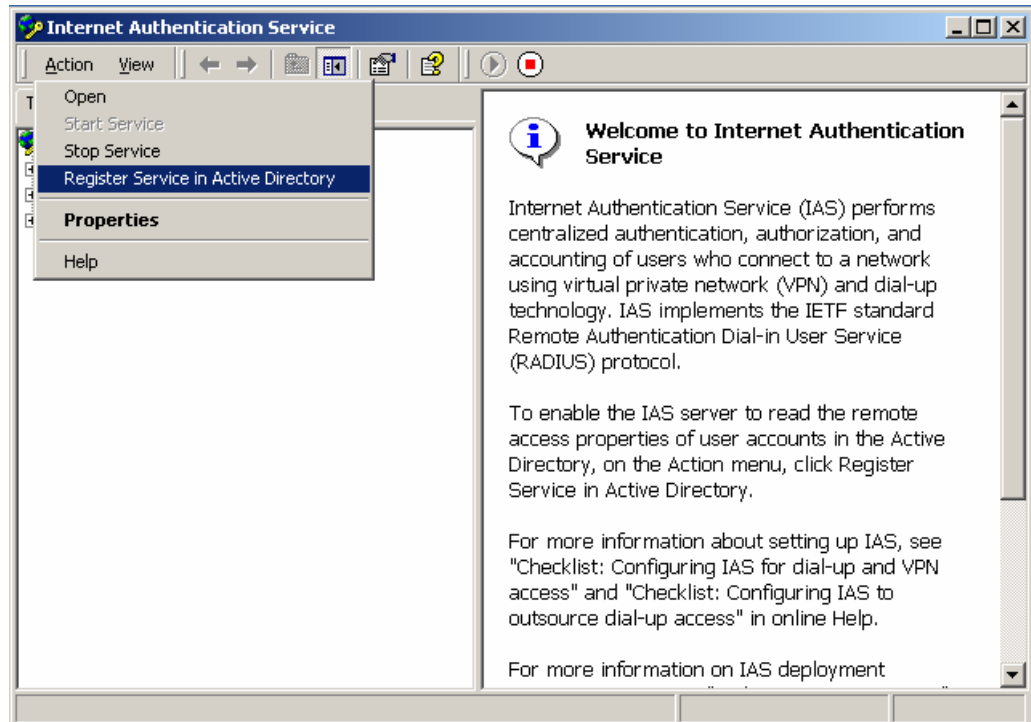 Internet Authentication Service
Action View
Open
Start Service
Stop Service
Register Service in Active Directory
Properties
Help
Welcome to Internet Authentication
Service
Internet Authentication Service (IAS) performs
centralized authentication, authorization, and
accounting of users who connect to a network
using virtual private network (VPN) and dial-up
technology. IAS implements the IETF standard
Remote Authentication Dial-in User Service
(RADIUS) protocol.
To enable the IAS server to read the remote
access properties of user accounts in the Active
Directory, on the Action menu, click Register
Service in Active Directory.
For more information about setting up IAS, see
"Checklist: Configuring IAS for dial-up and VPN
access" and "Checklist: Configuring IAS to
outsource dial-up access" in online Help.
For more information on IAS deployment